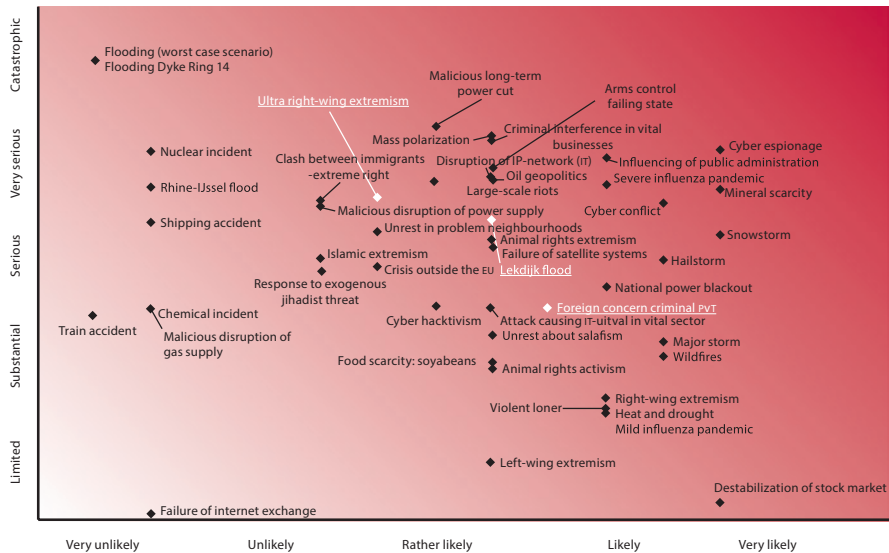 Catastrophic
Very serious
Serious
Substantial
Limited
Flooding (worst case scenario)
Flooding Dyke Ring 14
Malicious long-term
power cut
Arms control
failing state
Ultra right-wing extremism
Mass polarization
Criminal interference in vital
businesses
Nuclear incident
Clash between immigrants
-extreme right
Disruption of IP-network (IT)
Oil geopolitics
Large-scale riots
Cyber espionage
Influencing of public administration
Severe influenza pandemic
Mineral scarcity
Rhine-IJssel flood
Malicious disruption of power supply
Cyber conflict
Shipping accident
Unrest in problem neighbourhoods
Animal rights extremism
Failure of satellite systems
Snowstorm
Islamic extremism
Crisis outside the EU
Lekdijk flood
Hailstorm
Response to exogenous
jihadist threat
National power blackout
Chemical incident
Train accident
Malicious disruption of
gas supply
Cyber hacktivism
Attack causing IT-uitval in vital sector
Foreign concern criminal PVT
Unrest about salafism
Major storm
Wildfires
Food scarcity: soyabeans
Animal rights activism
Violent loner
Right-wing extremism
Heat and drought
Mild influenza pandemic
Left-wing extremism
Destabilization of stock market
Failure of internet exchange
Very unlikely
Unlikely
Rather likely
Likely
Very likely